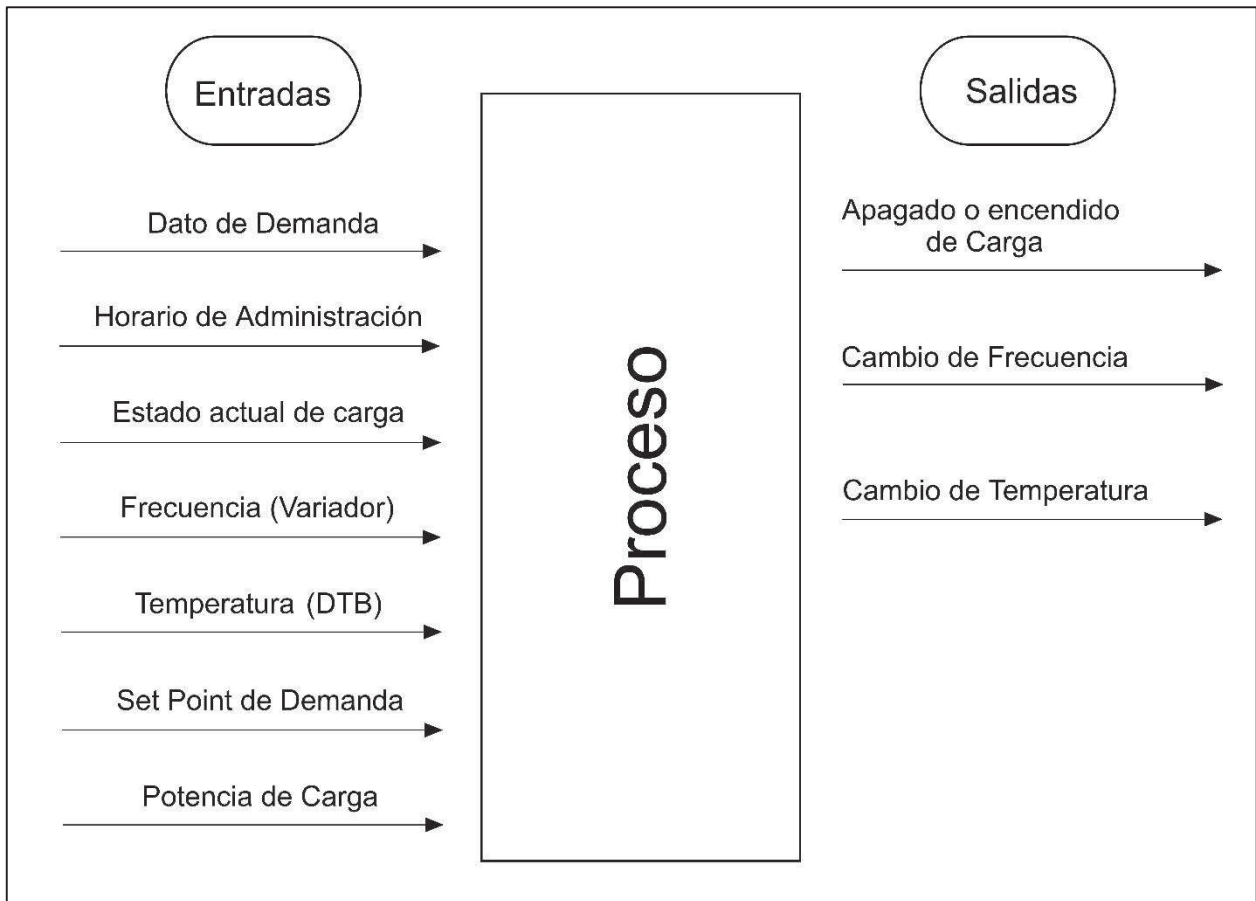 Entradas
Dato de Demanda
Horario de Administración
Estado actual de carga
Frecuencia (Variador)
Temperatura (DTB)
Set Point de Demanda
Potencia de Carga
Proceso
Salidas
Apagado o encendido
de Carga
Cambio de Frecuencia
Cambio de Temperatura